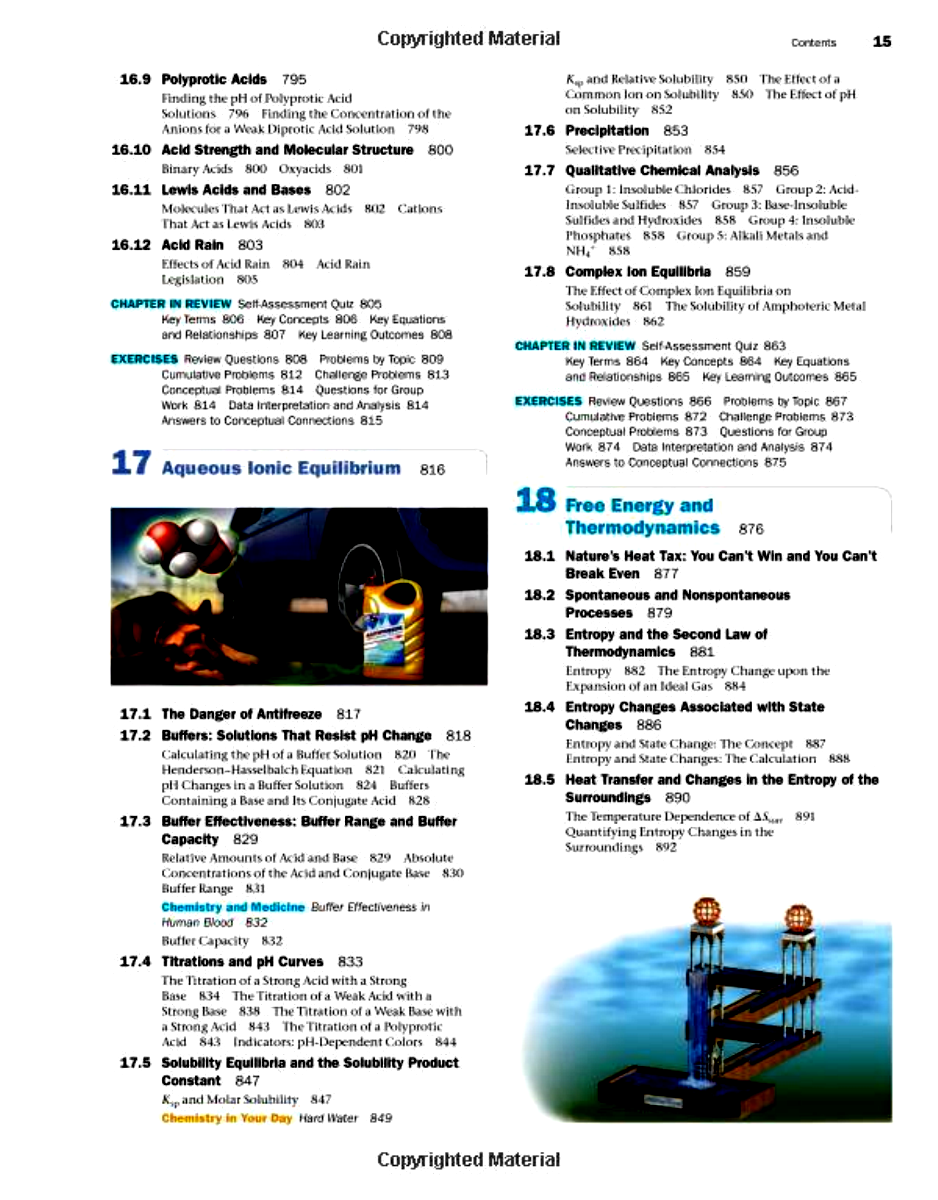 Copyrighted Material
Contents 15
16.9 Polyprotic Acids 795
Finding the pH of Polyprotic Acid
Solutions 796 Finding the Concentration of the
Anions for a Weak Diprotic Acid Solution 798
16.10 Acid Strength and Molecular Structure 800
Binary Acids 800 Oxyacids 801
16.11 Lewis Acids and Bases 802
Molecules That Act as Lewis Acids 802 Cations
That Act as Lewis Acids 803
16.12 Acid Rain 803
Effects of Acid Rain 804 Acid Rain
Legislation 805
CHAPTER IN REVIEW Self-Assessment Quiz 805
Key Terms 806 Key Concepts 806 Key Equations
and Relationships 807 Key Learning Outcomes 808
EXERCISES Review Questions 808 Problems by Topic 809
Cumulative Problems 812 Challenge Problems 813
Conceptual Problems 814 Questions for Group
Work 814 Data Interpretation and Analysis 814
Answers to Conceptual Connections 815
17 Aqueous Ionic Equilibrium 816
17.1 The Danger of Antifreeze 817
17.2 Buffers: Solutions That Resist pH Change 818
Calculating the pH of a Buffer Solution 820 The
Henderson–Hasselbalch Equation 821 Calculating
pH Changes in a Buffer Solution 824 Buffers
Containing a Base and Its Conjugate Acid 828
17.3 Buffer Effectiveness: Buffer Range and Buffer
Capacity 829
Relative Amounts of Acid and Base 829 Absolute
Concentrations of the Acid and Conjugate Base 830
Buffer Range 831
Chemistry and Medicine Buffer Effectiveness in
Human Blood 832
Buffer Capacity 832
17.4 Titrations and pH Curves 833
The Titration of a Strong Acid with a Strong
Base 834 The Titration of a Weak Acid with a
Strong Base 838 The Titration of a Weak Base with
a Strong Acid 843 The Titration of a Polyprotic
Acid 843 Indicators: pH-Dependent Colors 844
17.5 Solubility Equilibria and the Solubility Product
Constant 847
Ksp and Molar Solubility 847
Chemistry in Your Day Hard Water 849
Ksp and Relative Solubility 850 The Effect of a
Common Ion on Solubility 850 The Effect of pH
on Solubility 852
17.6 Precipitation 853
Selective Precipitation 854
17.7 Qualitative Chemical Analysis 856
Group 1: Insoluble Chlorides 857 Group 2: Acid-
Insoluble Sulfides 857 Group 3: Base-Insoluble
Sulfides and Hydroxides 858 Group 4: Insoluble
Phosphates 858 Group 5: Alkali Metals and
NH4+ 858
17.8 Complex Ion Equilibria 859
The Effect of Complex Ion Equilibria on
Solubility 861 The Solubility of Amphoteric Metal
Hydroxides 862
CHAPTER IN REVIEW Self-Assessment Quiz 863
Key Terms 864 Key Concepts 864 Key Equations
and Relationships 865 Key Learning Outcomes 865
EXERCISES Review Questions 866 Problems by Topic 867
Cumulative Problems 872 Challenge Problems 873
Conceptual Problems 873 Questions for Group
Work 874 Data Interpretation and Analysis 874
Answers to Conceptual Connections 875
18 Free Energy and
Thermodynamics 876
18.1 Nature's Heat Tax: You Can't Win and You Can't
Break Even 877
18.2 Spontaneous and Nonspontaneous
Processes 879
18.3 Entropy and the Second Law of
Thermodynamics 881
Entropy 882 The Entropy Change upon the
Expansion of an Ideal Gas 884
18.4 Entropy Changes Associated with State
Changes 886
Entropy and State Change: The Concept 887
Entropy and State Changes: The Calculation 888
18.5 Heat Transfer and Changes in the Entropy of the
Surroundings 890
The Temperature Dependence of ΔSsurr 891
Quantifying Entropy Changes in the
Surroundings 892
Copyrighted Material